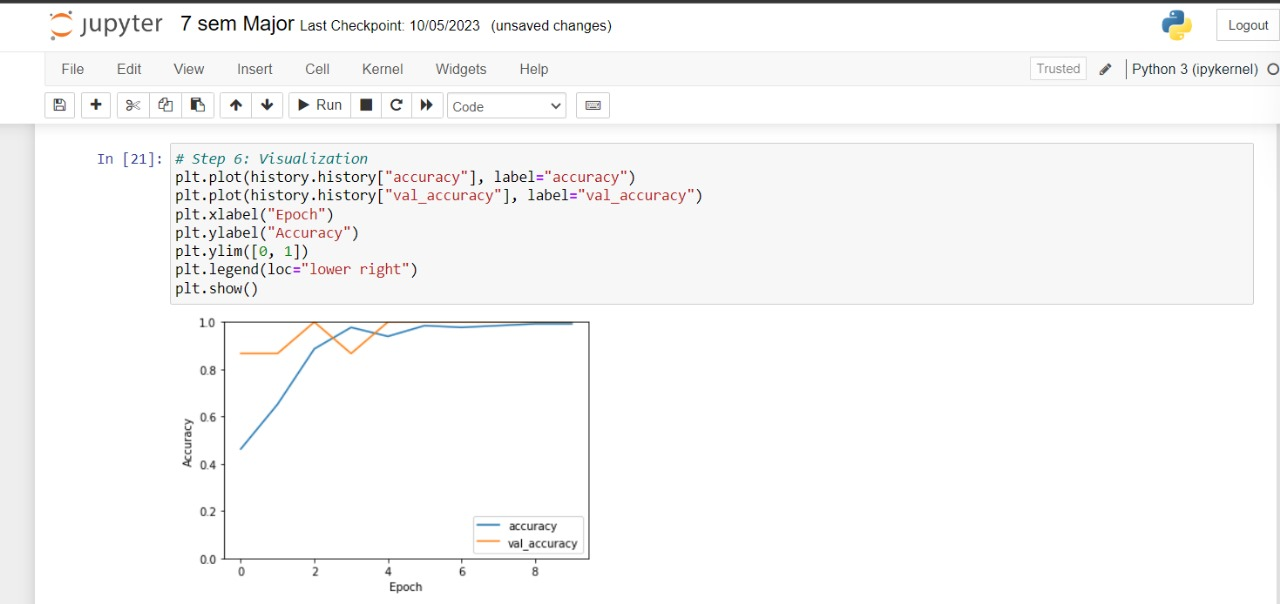 jupyter 7 sem Major Last Checkpoint: 10/05/2023 (unsaved changes) Logout
File Edit View Insert Cell Kernel Widgets Help Trusted Python 3 (ipykernel)
Run Code
In [21]: # Step 6: Visualization
plt.plot(history.history["accuracy"], label="accuracy")
plt.plot(history.history["val_accuracy"], label="val_accuracy")
plt.xlabel("Epoch")
plt.ylabel("Accuracy")
plt.ylim([0, 1])
plt.legend(loc="lower right")
plt.show()
1.0
0.8
0.6
0.4
0.2
0.0
Accuracy
accuracy
val_accuracy
0 2 4 6 8
Epoch